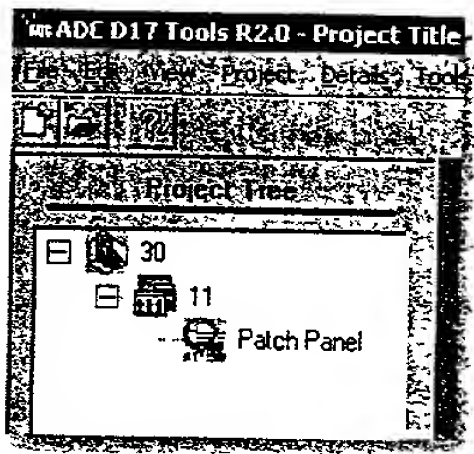 ADC D17 Tools R2.0 - Project Title
File Edit View Project Details Tools
Project Tree
30
11
Patch Panel